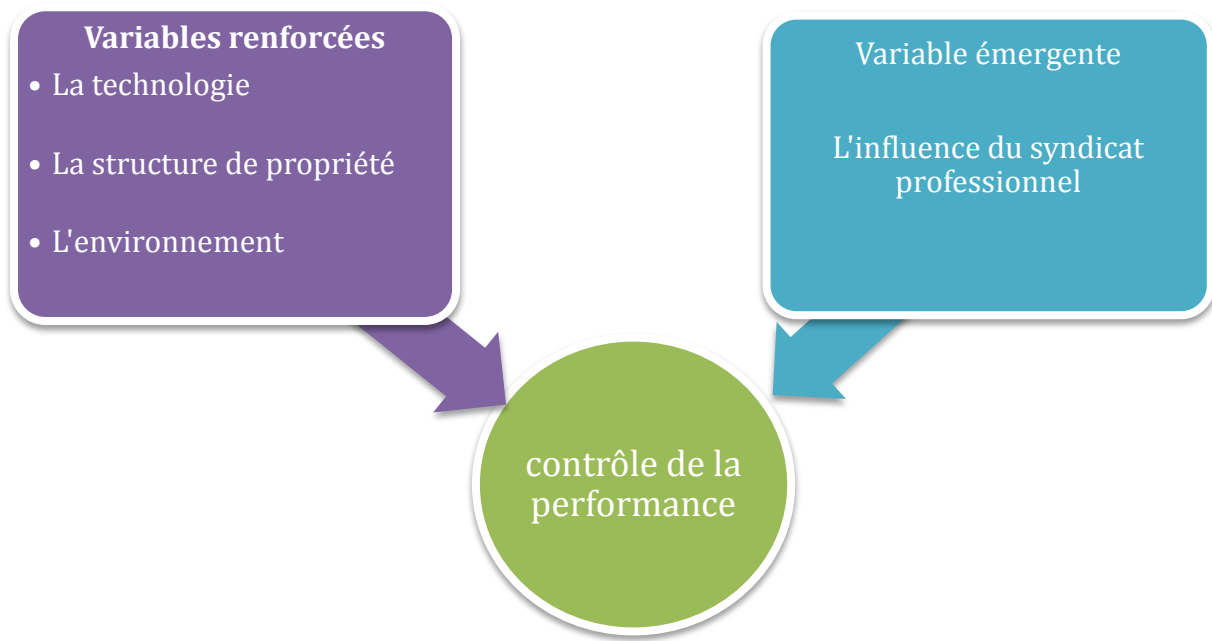 Variables renforcées
• La technologie
• La structure de propriété
• L'environnement
Variable émergente
L'influence du syndicat
professionnel
contrôle de la
performance